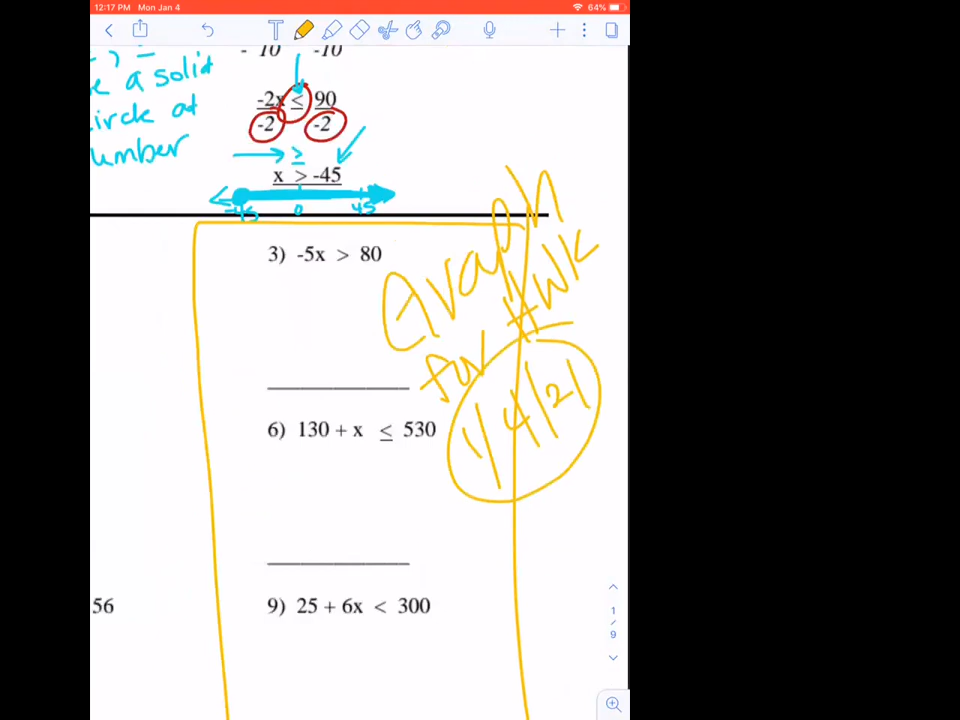 12:17 PM Mon Jan 4
64%
- 10 -10
a solid
circle at
number
-2x ≤ 90
-2 -2
≥
x > -45
-45 0 45
3) -5x > 80
Graph
for HWK
1/4/21
6) 130 + x ≤ 530
56
9) 25 + 6x < 300
1
/
9